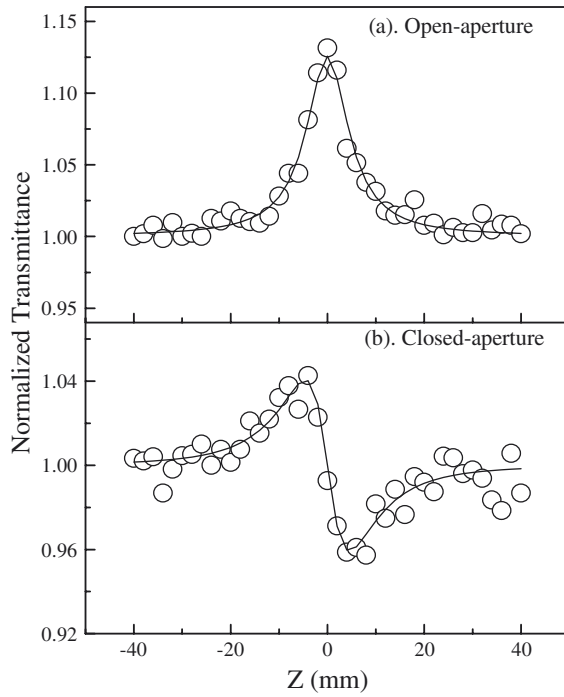 1.15
(a). Open-aperture
1.10
1.05
1.00
0.95
Normalized Transmittance
(b). Closed-aperture
1.04
1.00
0.96
0.92
-40 -20 0 20 40
Z (mm)